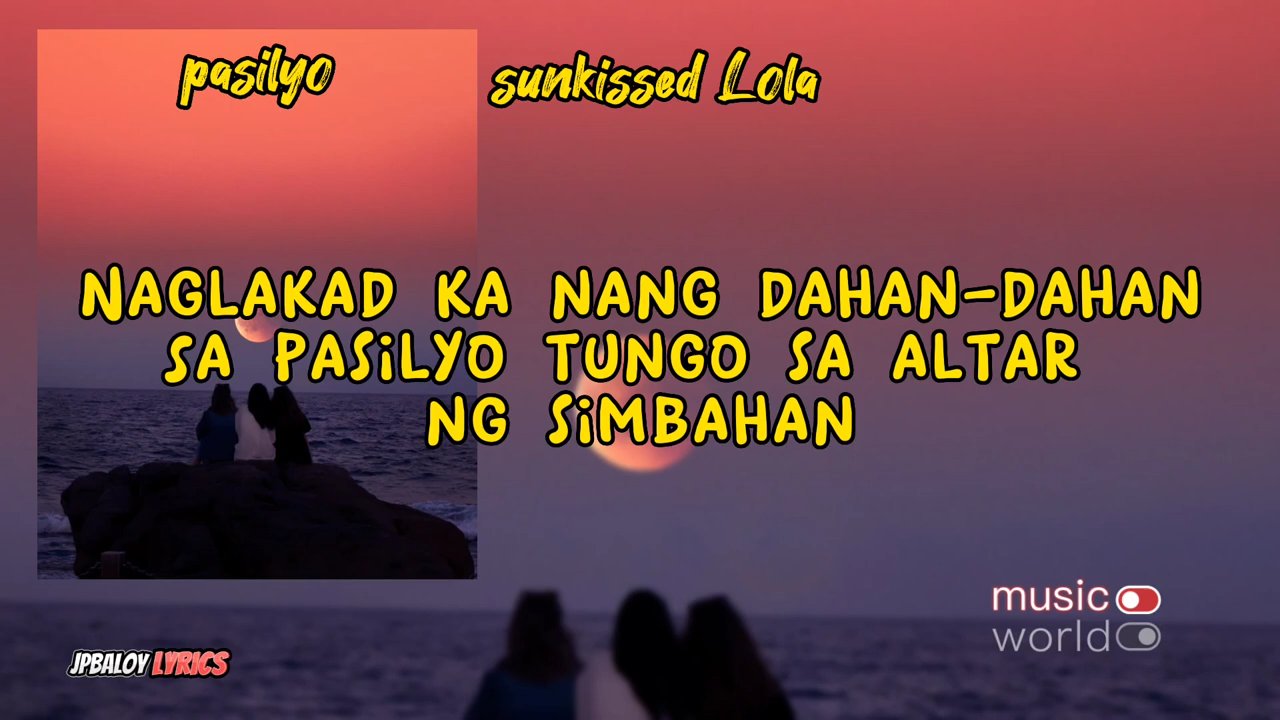 pasilyo
sunkissed Lola
NAGLAKAD KA NANG DAHAN-DAHAN
SA PASiLYO TUNGO SA ALTAR
NG SiMBAHAN
music
world
JPBALOY LYRICS